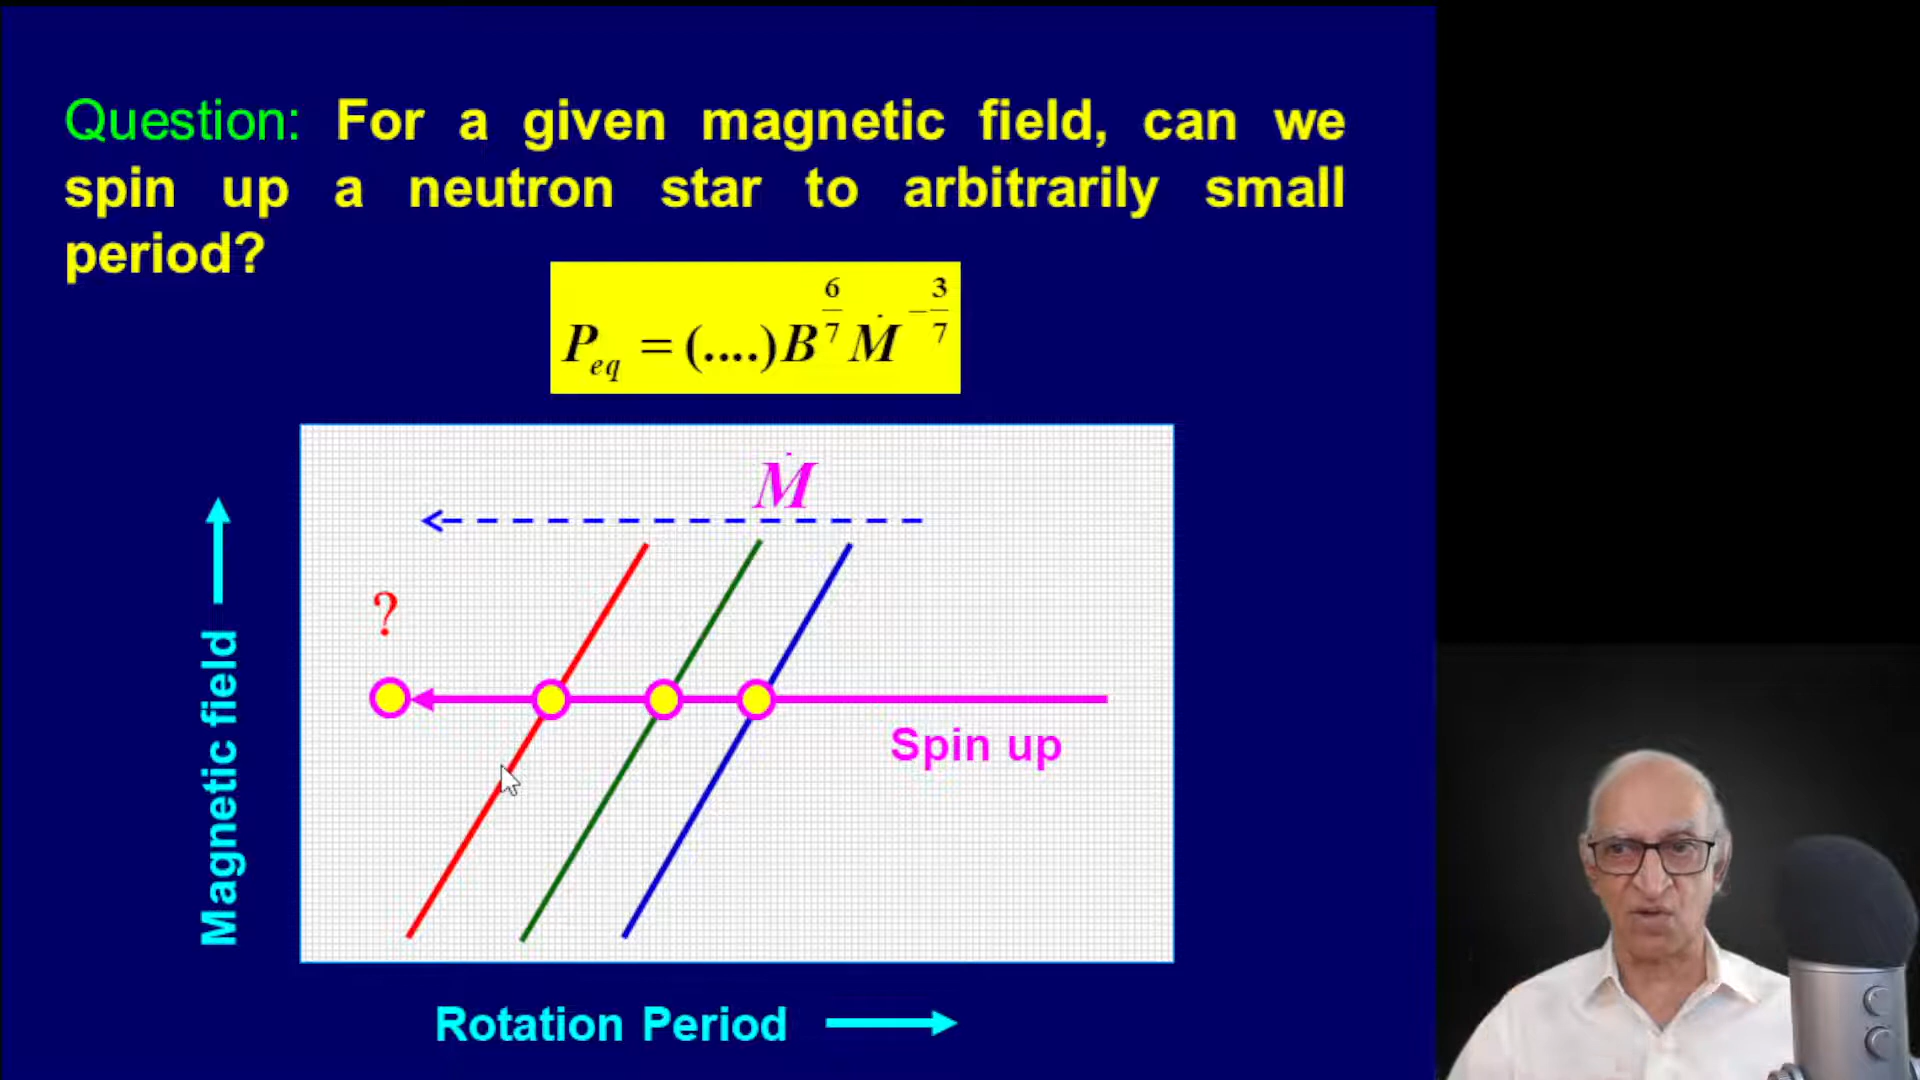 Question: For a given magnetic field, can we
spin up a neutron star to arbitrarily small
period?
P_eq = (....) B^{6/7} Ṁ^{-3/7}
Ṁ
?
Spin up
Magnetic field
Rotation Period